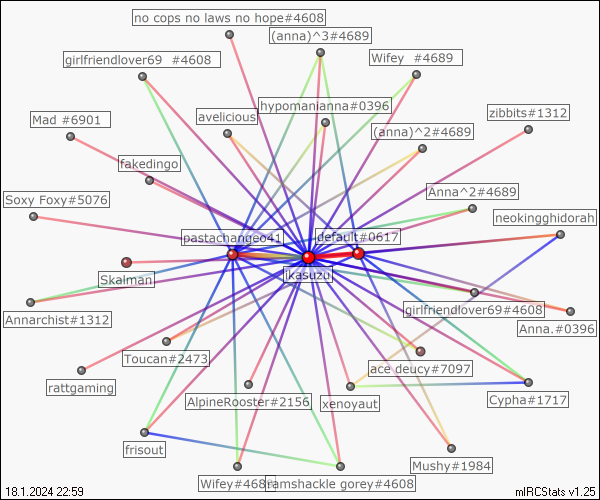 no cops no laws no hope#4608
(anna)^3#4689
girlfriendlover69 #4608
Wifey #4689
hypomanianna#0396
zibbits#1312
Mad #6901
avelicious
(anna)^2#4689
fakedingo
Soxy Foxy#5076
Anna^2#4689
neokingghidorah
pastachangeo41
default#0617
ikasuzu
Skalman
girlfriendlover69#4608
Annarchist#1312
Anna.#0396
Toucan#2473
ace deucy#7097
rattgaming
AlpineRooster#2156
xenoyaut
Cypha#1717
frisout
Mushy#1984
Wifey#4689
ramshackle gorey#4608
18.1.2024 22:59
mIRCStats v1.25